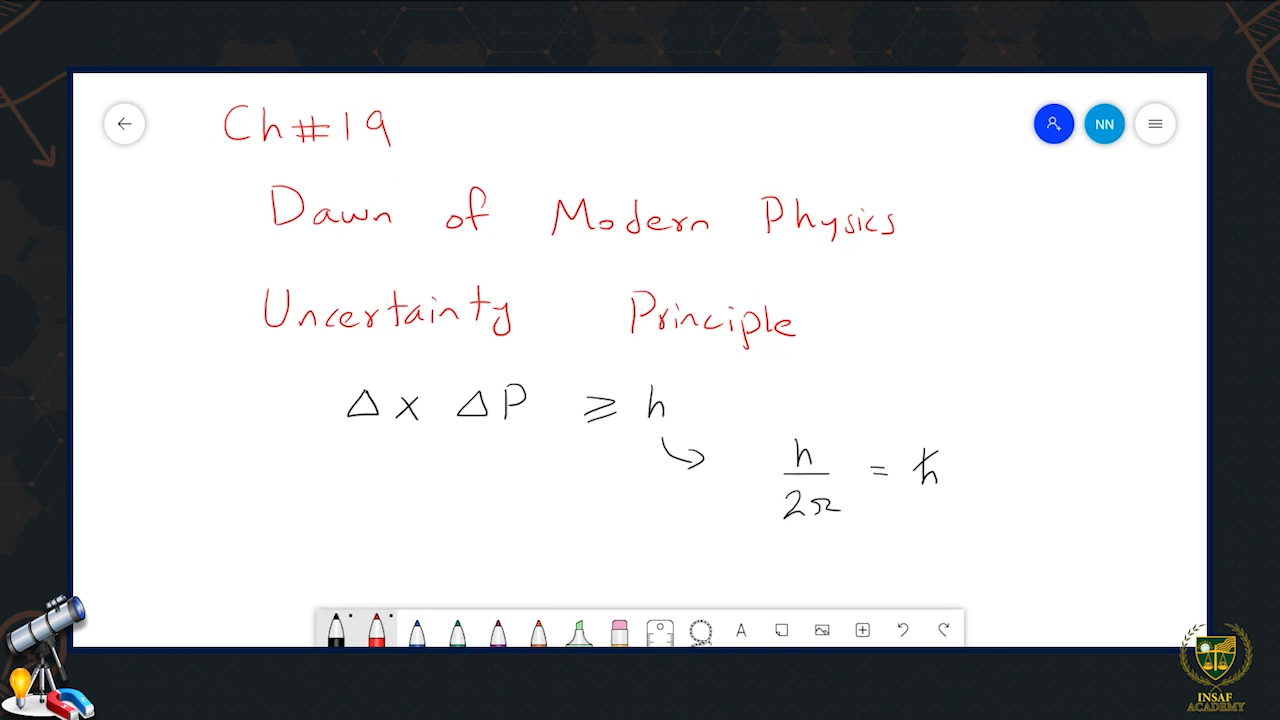 Ch#19
NN
Dawn of Modern Physics
Uncertainty Principle
Δx ΔP ≥ h
h/2π = ħ
A
INSAF
ACADEMY